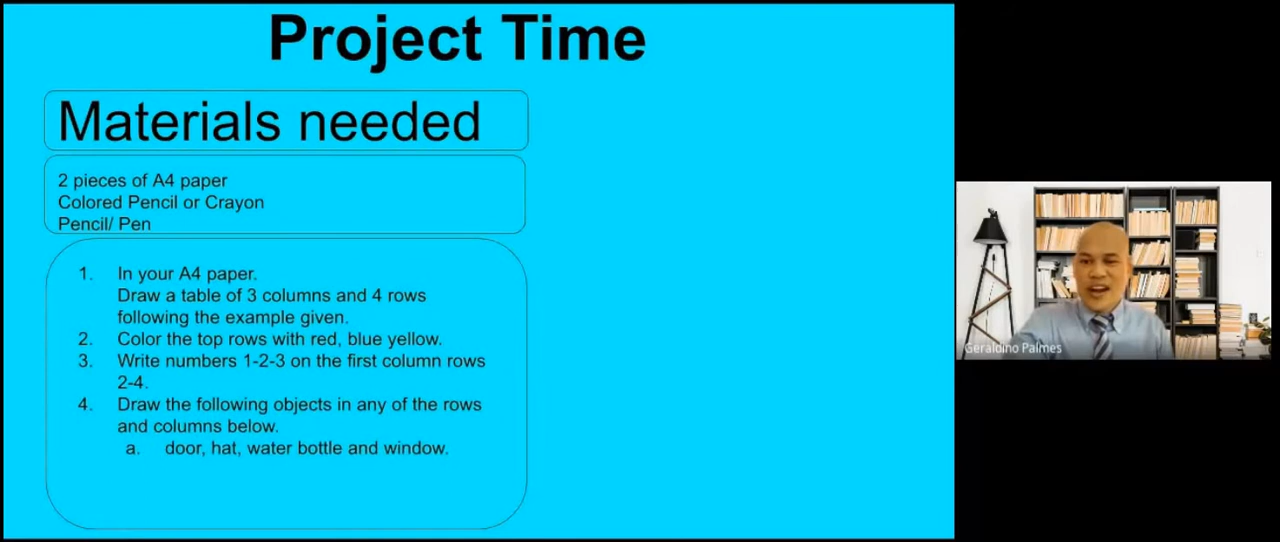 Project Time
Materials needed
2 pieces of A4 paper
Colored Pencil or Crayon
Pencil/ Pen
1. In your A4 paper.
Draw a table of 3 columns and 4 rows
following the example given.
2. Color the top rows with red, blue yellow.
3. Write numbers 1-2-3 on the first column rows
2-4.
4. Draw the following objects in any of the rows
and columns below.
a. door, hat, water bottle and window.
Geraldino Palmes